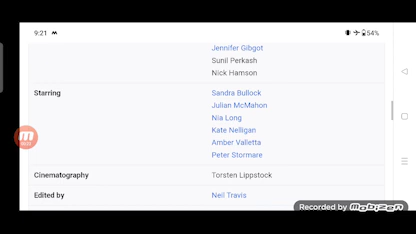 9:21 M 54%
Jennifer Gibgot
Sunil Perkash
Nick Hamson
Starring Sandra Bullock
Julian McMahon
Nia Long
Kate Nelligan
Amber Valletta
Peter Stormare
Cinematography Torsten Lippstock
Edited by Neil Travis
Recorded by Mobizen